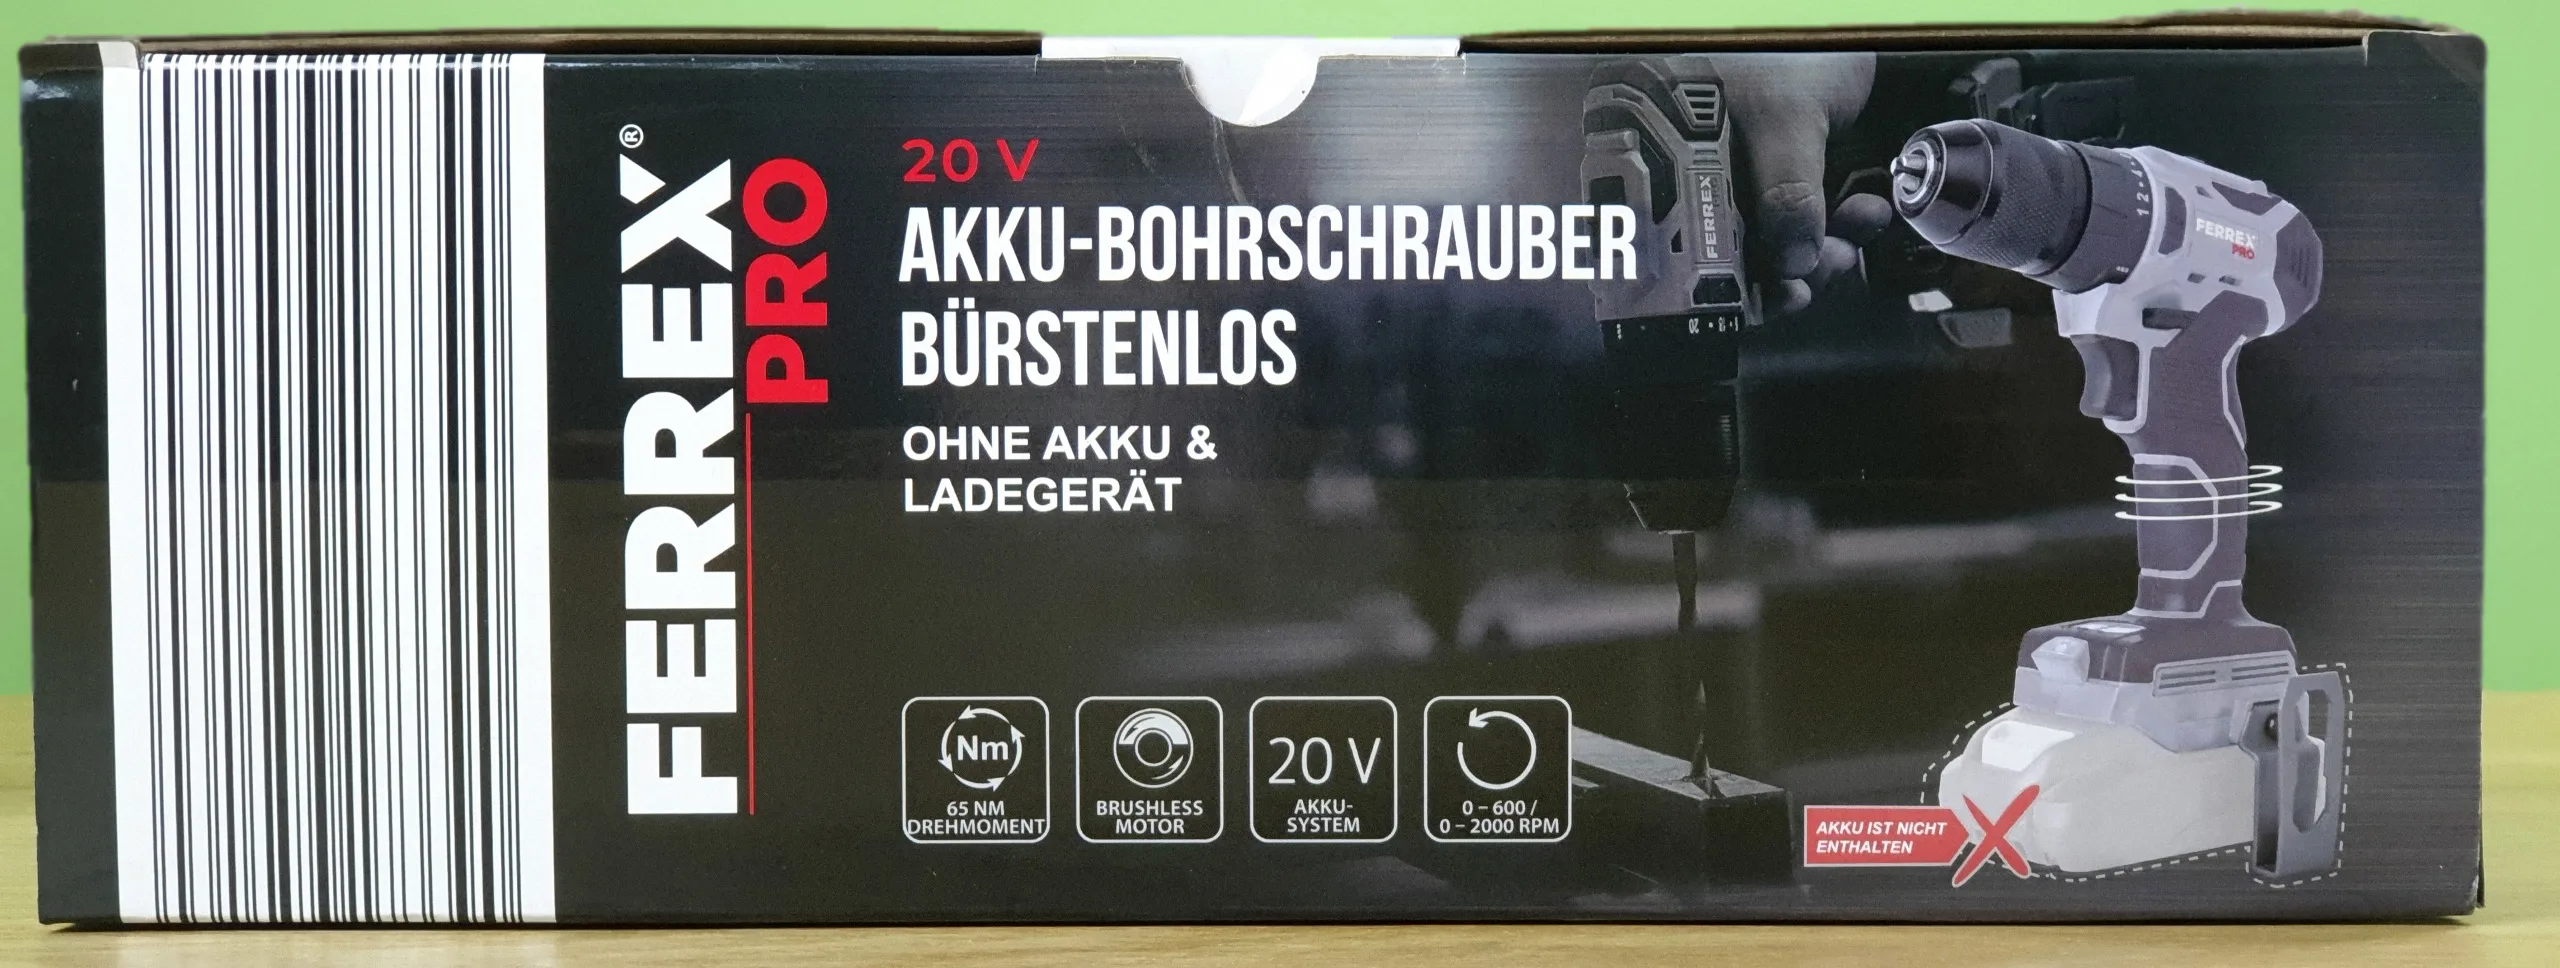 FERREX®
PRO
20 V
AKKU-BOHRSCHRAUBER
BÜRSTENLOS
OHNE AKKU &
LADEGERÄT
Nm
65 NM
DREHMOMENT
BRUSHLESS
MOTOR
20 V
AKKU-
SYSTEM
0 – 600 /
0 – 2000 RPM
FERREX
FERREX
PRO
AKKU IST NICHT
ENTHALTEN